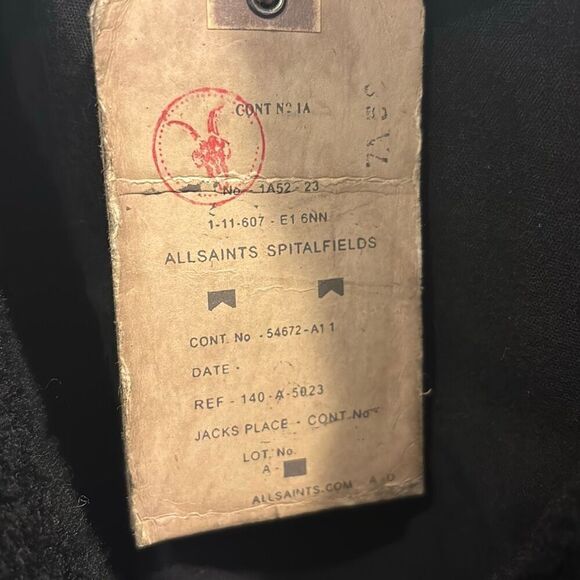 CONT No 1A
No - 1A52 - 23
1-11-607 - E1 6NN
ALLSAINTS SPITALFIELDS
CONT. No - 54672-A1 1
DATE -
REF - 140-A-5023
JACKS PLACE - CONT. No
LOT. No.
A -
ALLSAINTS.COM